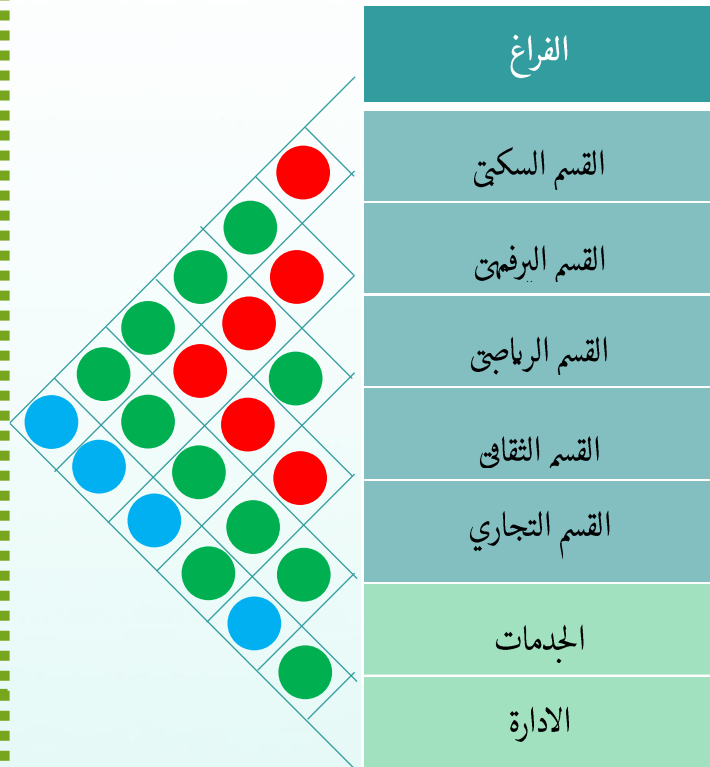 الفراغ
القسم السكني
القسم الترفيهي
القسم الرياضي
القسم الثقافي
القسم التجاري
الخدمات
الادارة